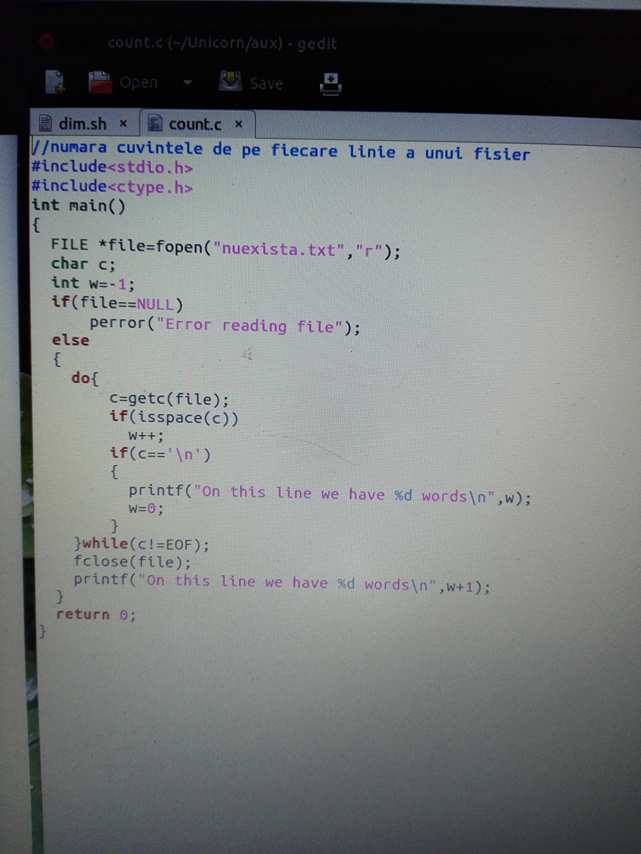 count.c (~/Unicorn/aux) - gedit
Open Save
dim.sh × count.c ×
//numara cuvintele de pe fiecare linie a unui fisier
#include<stdio.h>
#include<ctype.h>
int main()
{
FILE *file=fopen("nuexista.txt","r");
char c;
int w=-1;
if(file==NULL)
perror("Error reading file");
else
{
do{
c=getc(file);
if(isspace(c))
w++;
if(c=='\n')
{
printf("On this line we have %d words\n",w);
w=0;
}
}while(c!=EOF);
fclose(file);
printf("On this line we have %d words\n",w+1);
}
return 0;
}